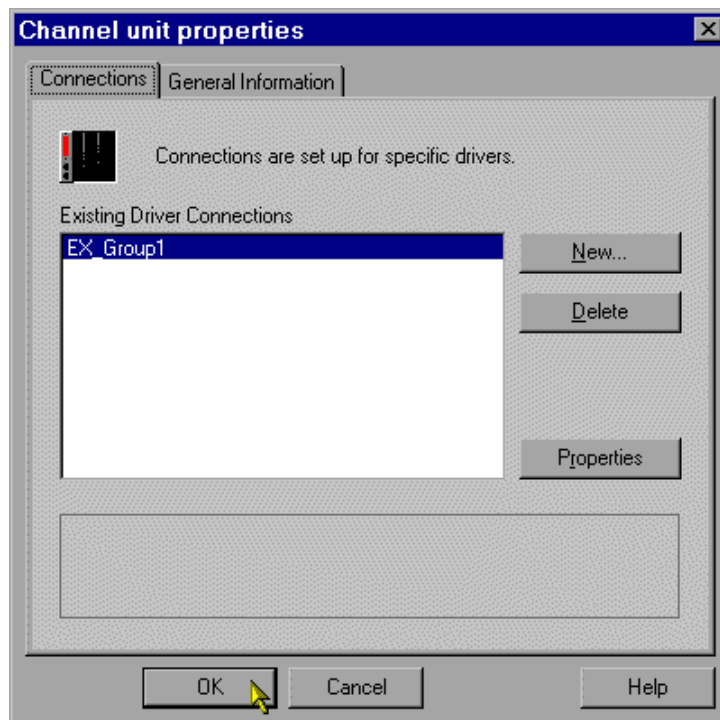 Channel unit properties
Connections
General Information
Connections are set up for specific drivers.
Existing Driver Connections
EX_Group1
New...
Delete
Properties
OK
Cancel
Help